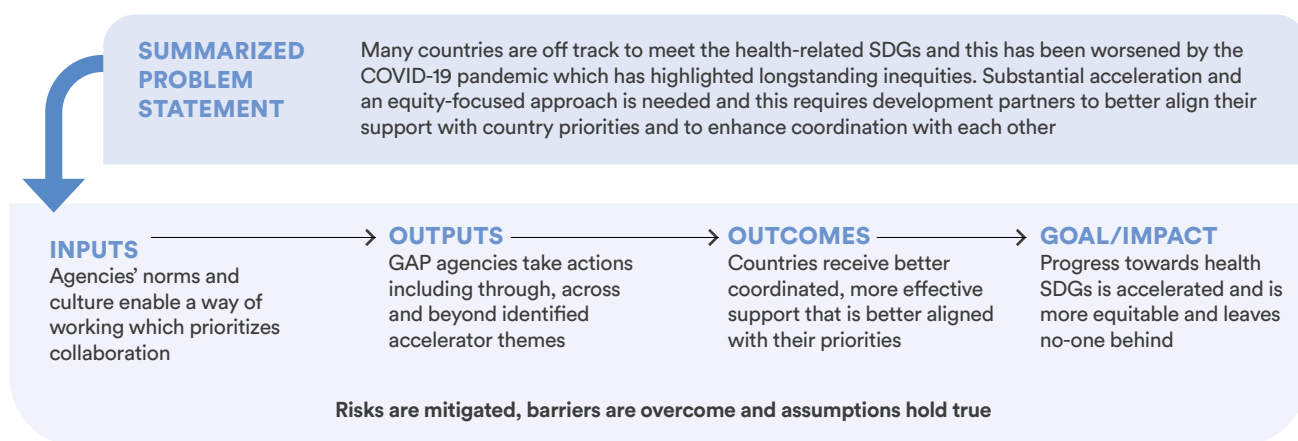 SUMMARIZED
PROBLEM
STATEMENT
Many countries are off track to meet the health-related SDGs and this has been worsened by the
COVID-19 pandemic which has highlighted longstanding inequities. Substantial acceleration and
an equity-focused approach is needed and this requires development partners to better align their
support with country priorities and to enhance coordination with each other
INPUTS
Agencies’ norms and
culture enable a way of
working which prioritizes
collaboration
OUTPUTS
GAP agencies take actions
including through, across
and beyond identified
accelerator themes
OUTCOMES
Countries receive better
coordinated, more effective
support that is better aligned
with their priorities
GOAL/IMPACT
Progress towards health
SDGs is accelerated and is
more equitable and leaves
no-one behind
Risks are mitigated, barriers are overcome and assumptions hold true